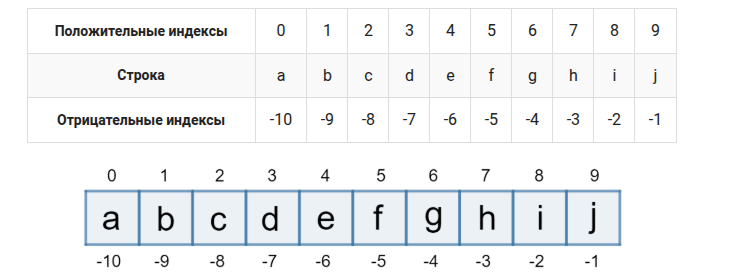 Положительные индексы 0 1 2 3 4 5 6 7 8 9
Строка a b c d e f g h i j
Отрицательные индексы -10 -9 -8 -7 -6 -5 -4 -3 -2 -1
0 1 2 3 4 5 6 7 8 9
a b c d e f g h i j
-10 -9 -8 -7 -6 -5 -4 -3 -2 -1